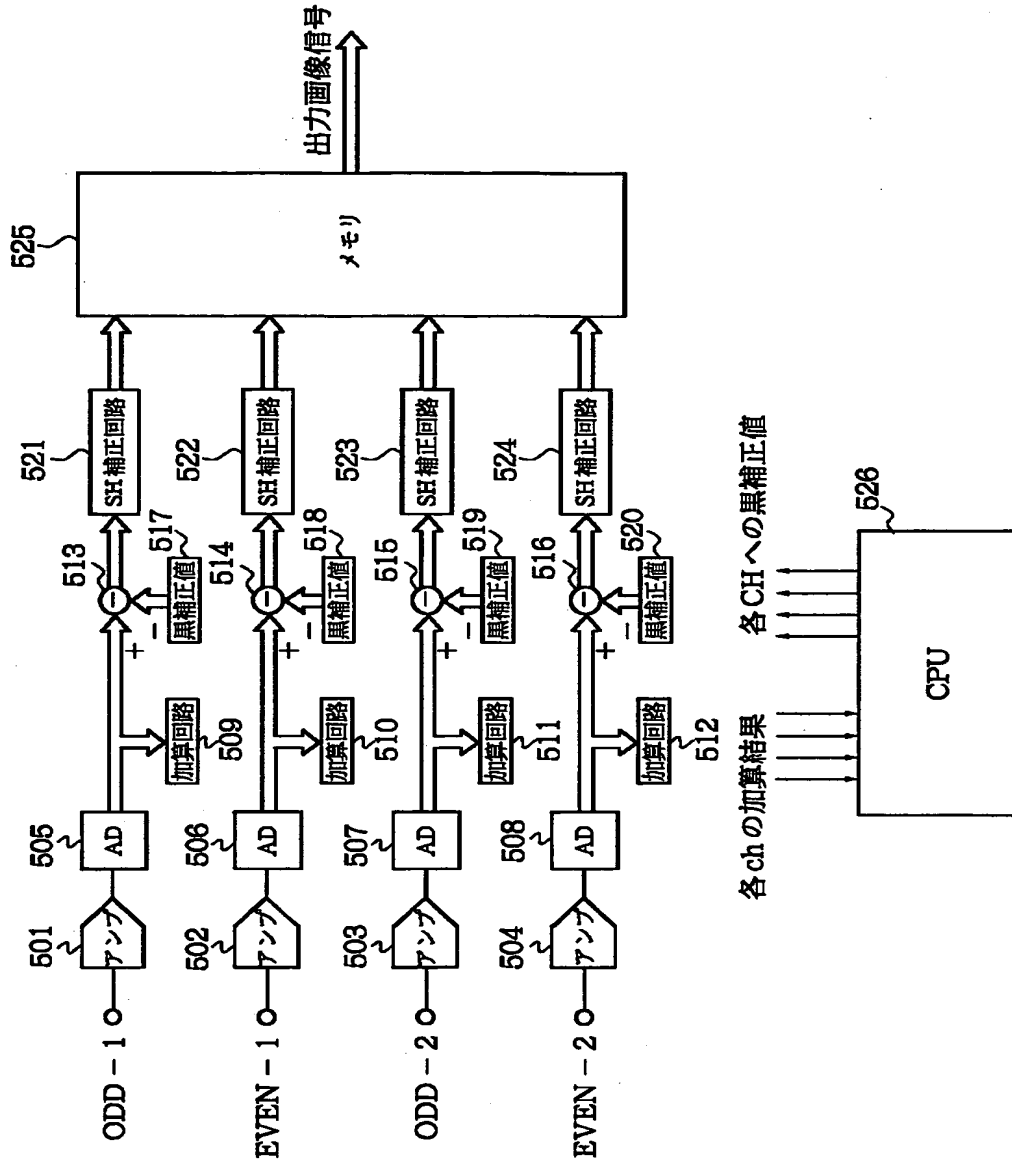 ODD-1
501
アンプ
505
AD
509
加算回路
513
+
−
−
517
黒補正値
521
SH補正回路
EVEN-1
502
アンプ
506
AD
510
加算回路
514
+
−
−
518
黒補正値
522
SH補正回路
ODD-2
503
アンプ
507
AD
511
加算回路
515
+
−
−
519
黒補正値
523
SH補正回路
EVEN-2
504
アンプ
508
AD
512
加算回路
516
+
−
−
520
黒補正値
524
SH補正回路
525
メモリ
出力画像信号
各chの加算結果
各CHへの黒補正値
526
CPU